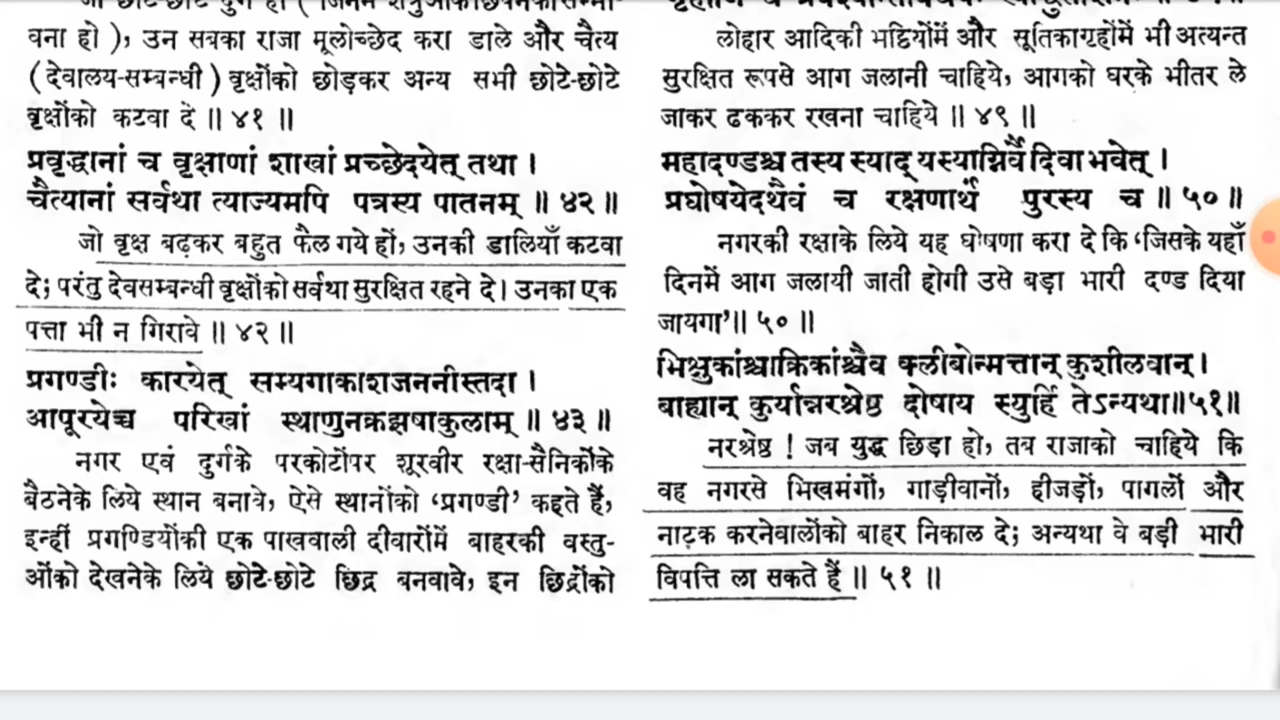 वना हो ), उन सबका राजा मूलोच्छेद करा डाले और चैत्य
( देवालय-सम्बन्धी ) वृक्षोंको छोड़कर अन्य सभी छोटे-छोटे
वृक्षोंको कटवा दे ॥ ४१ ॥
प्रवृद्धानां च वृक्षाणां शाखां प्रच्छेदयेत् तथा ।
चैत्यानां सर्वथा त्याज्यमपि पत्रस्य पातनम् ॥ ४२ ॥
जो वृक्ष बढ़कर बहुत फैल गये हों, उनकी डालियाँ कटवा
दे; परंतु देवसम्बन्धी वृक्षोंको सर्वथा सुरक्षित रहने दे। उनका एक
पत्ता भी न गिरावे ॥ ४२ ॥
प्रगण्डीः कारयेत् सम्यगाकाशजननीस्तदा ।
आपूरयेच्च परिखां स्थाणुनक्रझषाकुलाम् ॥ ४३ ॥
नगर एवं दुर्गके परकोटोंपर शूरवीर रक्षा-सैनिकोंके
बैठनेके लिये स्थान बनावे, ऐसे स्थानोंको ‘प्रगण्डी’ कहते हैं,
इन्हीं प्रगण्डियोंकी एक पाखवाली दीवारोंमें बाहरकी वस्तु-
ओंको देखनेके लिये छोटे-छोटे छिद्र बनवावे, इन छिद्रोंको
लोहार आदिकी भट्ठियोंमें और सूतिकागृहोंमें भी अत्यन्त
सुरक्षित रूपसे आग जलानी चाहिये, आगको घरके भीतर ले
जाकर ढककर रखना चाहिये ॥ ४९ ॥
महादण्डश्च तस्य स्याद् यस्याग्निर्वै दिवा भवेत् ।
प्रघोषयेदथैवं च रक्षणार्थं पुरस्य च ॥ ५० ॥
नगरकी रक्षाके लिये यह घोषणा करा दे कि ‘जिसके यहाँ
दिनमें आग जलायी जाती होगी उसे बड़ा भारी दण्ड दिया
जायगा’॥ ५० ॥
भिक्षुकांश्चाक्रिकांश्चैव क्लीबोन्मत्तान् कुशीलवान्।
बाह्यान् कुर्यान्नरश्रेष्ठ दोषाय स्युर्हि तेऽन्यथा॥५१॥
नरश्रेष्ठ ! जब युद्ध छिड़ा हो, तब राजाको चाहिये कि
वह नगरसे भिखमंगों, गाड़ीवानों, हीजड़ों, पागलों और
नाटक करनेवालोंको बाहर निकाल दे; अन्यथा वे बड़ी भारी
विपत्ति ला सकते हैं ॥ ५१ ॥